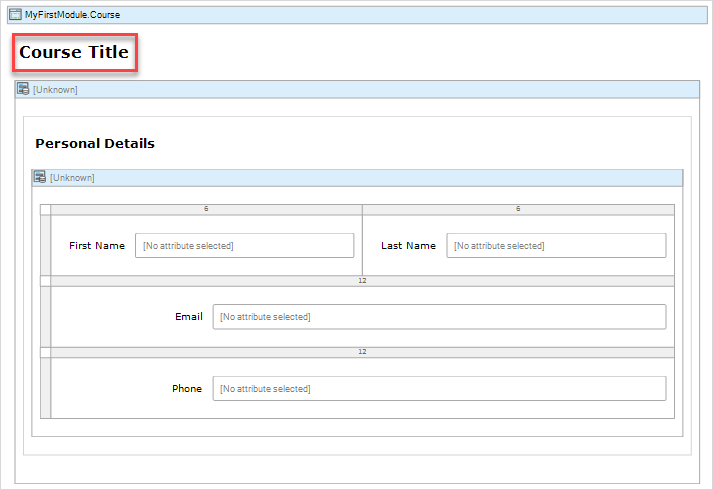 MyFirstModule.Course
Course Title
[Unknown]
Personal Details
[Unknown]
6 6
First Name [No attribute selected] Last Name [No attribute selected]
12
Email [No attribute selected]
12
Phone [No attribute selected]